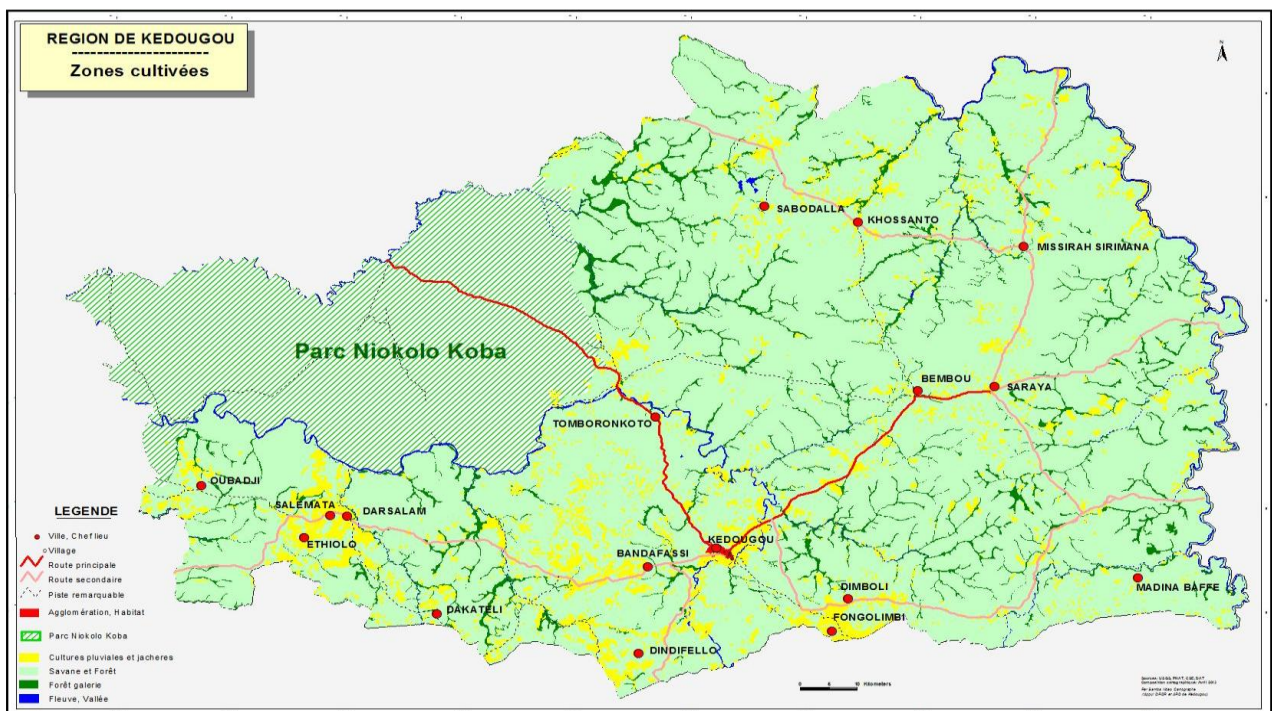 REGION DE KEDOUGOU
---------------------
Zones cultivées
N
SABODALLA
KHOSSANTO
MISSIRAH SIRIMANA
Parc Niokolo Koba
BEMBOU
SARAYA
TOMBORONKOTO
OUBADJI
SALEMATA
DARSALAM
ETHIOLO
BANDAFASSI
KEDOUGOU
DAKATELI
DIMBOLI
FONGOLIMBI
MADINA BAFFE
DINDIFELLO
LEGENDE
Ville, Chef lieu
Village
Route principale
Route secondaire
Piste remarquable
Agglomération, Habitat
Parc Niokolo Koba
Cultures pluviales et jacheres
Savane et Forêt
Forêt galerie
Fleuve, Vallée
Kilometers